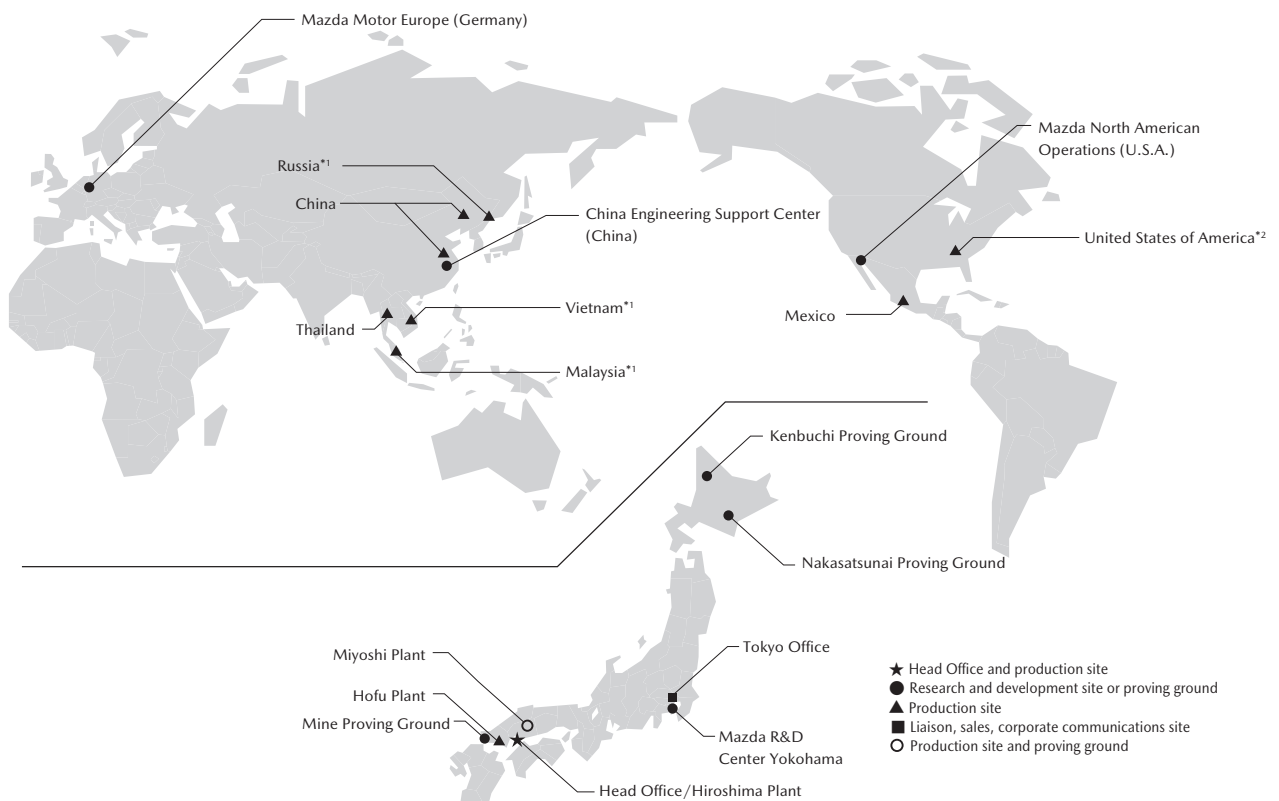 Mazda Motor Europe (Germany)
Mazda North American
Operations (U.S.A.)
Russia*1
China
China Engineering Support Center
(China)
United States of America*2
Vietnam*1
Mexico
Thailand
Malaysia*1
Kenbuchi Proving Ground
Nakasatsunai Proving Ground
Miyoshi Plant
Tokyo Office
Hofu Plant
Mine Proving Ground
Mazda R&D
Center Yokohama
Head Office/Hiroshima Plant
Head Office and production site
Research and development site or proving ground
Production site
Liaison, sales, corporate communications site
Production site and proving ground